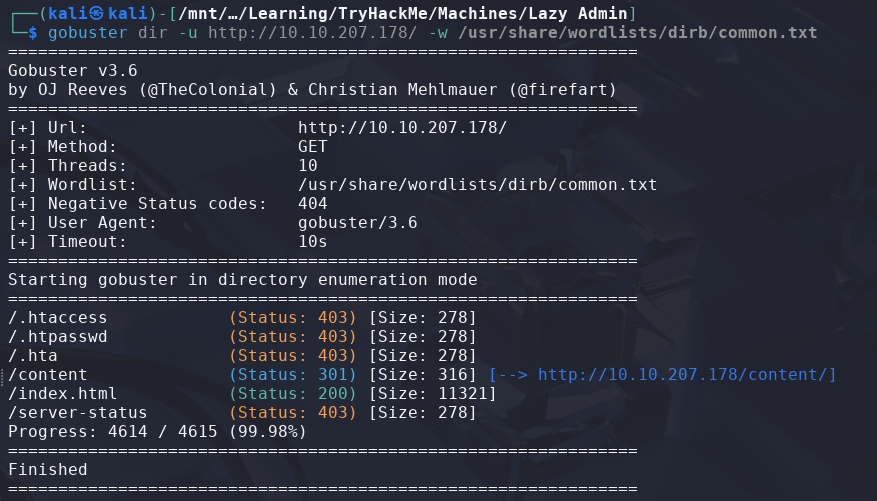 ┌──(kali㉿kali)-[/mnt/…/Learning/TryHackMe/Machines/Lazy Admin]
└─$ gobuster dir -u http://10.10.207.178/ -w /usr/share/wordlists/dirb/common.txt
===============================================================
Gobuster v3.6
by OJ Reeves (@TheColonial) & Christian Mehlmauer (@firefart)
===============================================================
[+] Url:                     http://10.10.207.178/
[+] Method:                  GET
[+] Threads:                 10
[+] Wordlist:                /usr/share/wordlists/dirb/common.txt
[+] Negative Status codes:   404
[+] User Agent:              gobuster/3.6
[+] Timeout:                 10s
===============================================================
Starting gobuster in directory enumeration mode
===============================================================
/.htaccess            (Status: 403) [Size: 278]
/.htpasswd            (Status: 403) [Size: 278]
/.hta                 (Status: 403) [Size: 278]
/content              (Status: 301) [Size: 316] [--> http://10.10.207.178/content/]
/index.html           (Status: 200) [Size: 11321]
/server-status        (Status: 403) [Size: 278]
Progress: 4614 / 4615 (99.98%)
===============================================================
Finished
===============================================================